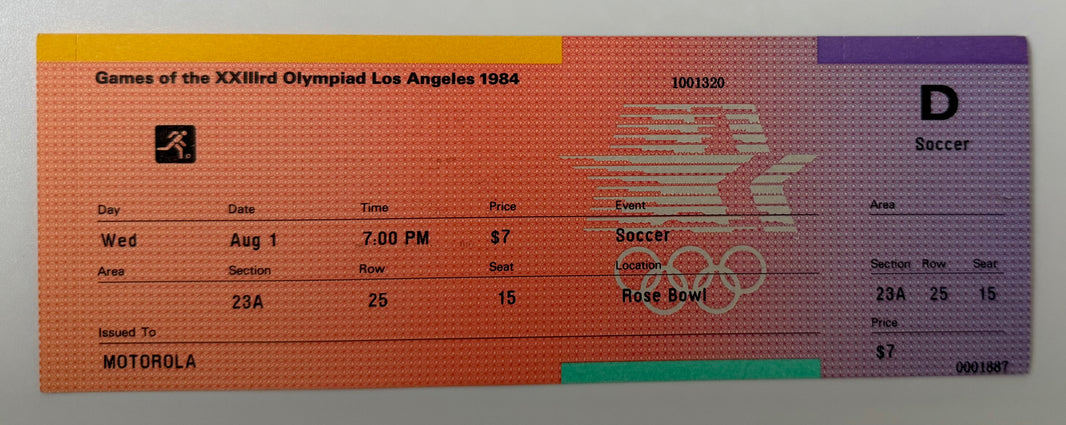 Games of the XXIIIrd Olympiad Los Angeles 1984
1001320
D
Soccer
Day Date Time Price Event Area
Wed Aug 1 7:00 PM $7 Soccer
Area Section Row Seat Location Section Row Seat
23A 25 15 Rose Bowl 23A 25 15
Issued To Price
MOTOROLA $7
0001887